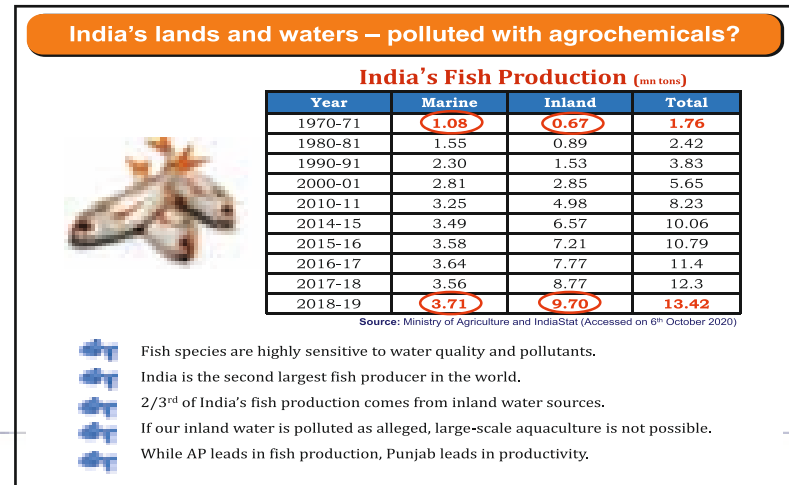 India’s lands and waters – polluted with agrochemicals?
India’s Fish Production (mn tons)
Year Marine Inland Total
1970-71 1.08 0.67 1.76
1980-81 1.55 0.89 2.42
1990-91 2.30 1.53 3.83
2000-01 2.81 2.85 5.65
2010-11 3.25 4.98 8.23
2014-15 3.49 6.57 10.06
2015-16 3.58 7.21 10.79
2016-17 3.64 7.77 11.4
2017-18 3.56 8.77 12.3
2018-19 3.71 9.70 13.42
Source: Ministry of Agriculture and IndiaStat (Accessed on 6th October 2020)
Fish species are highly sensitive to water quality and pollutants.
India is the second largest fish producer in the world.
2/3rd of India’s fish production comes from inland water sources.
If our inland water is polluted as alleged, large-scale aquaculture is not possible.
While AP leads in fish production, Punjab leads in productivity.